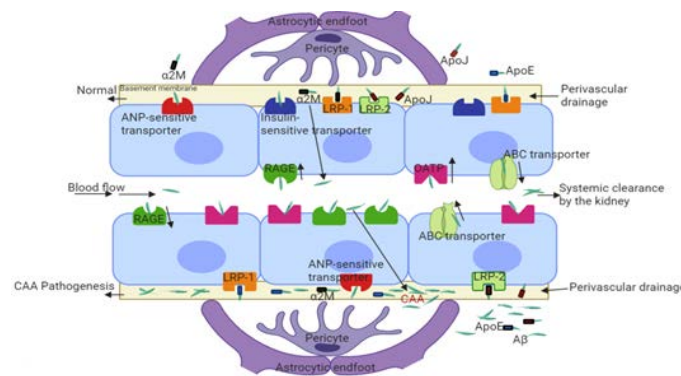 Astrocytic endfoot
Pericyte
α2M
ApoJ
ApoE
Normal
Basement membrane
α2M
LRP-1
LRP-2
ApoJ
Perivascular
drainage
ANP-sensitive
transporter
Insulin-
sensitive transporter
RAGE
OATP
ABC transporter
Blood flow
Systemic clearance
by the kidney
RAGE
ABC transporter
ANP-sensitive
transporter
LRP-1
LRP-2
CAA Pathogenesis
α2M
CAA
Perivascular drainage
ApoE
Aβ
Pericyte
Astrocytic endfoot